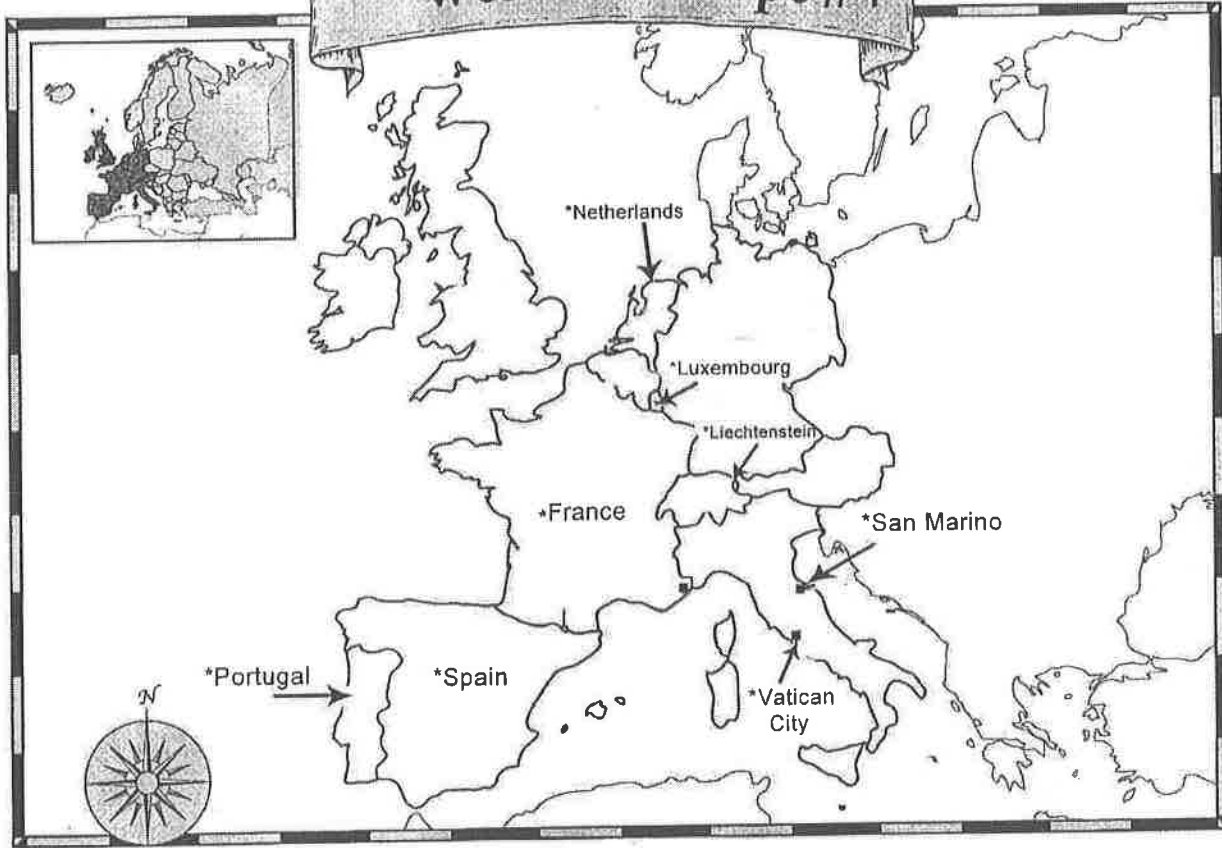 *Netherlands
*Luxembourg
*Liechtenstein
*France
*San Marino
*Portugal
*Spain
*Vatican
City
N